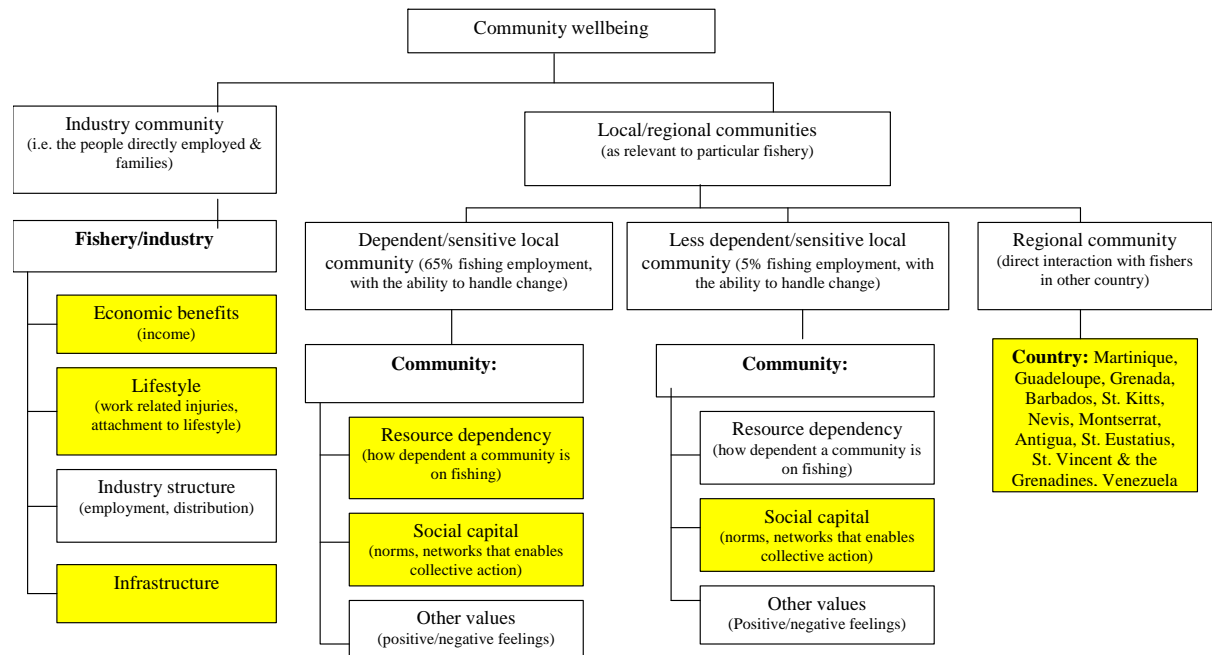 Community wellbeing
Industry community
(i.e. the people directly employed &
families)
Local/regional communities
(as relevant to particular fishery)
Fishery/industry
Economic benefits
(income)
Lifestyle
(work related injuries,
attachment to lifestyle)
Industry structure
(employment, distribution)
Infrastructure
Dependent/sensitive local
community (65% fishing employment,
with the ability to handle change)
Community:
Resource dependency
(how dependent a community is
on fishing)
Social capital
(norms, networks that enables
collective action)
Other values
(positive/negative feelings)
Less dependent/sensitive local
community (5% fishing employment, with
the ability to handle change)
Community:
Resource dependency
(how dependent a community is
on fishing)
Social capital
(norms, networks that enables
collective action)
Other values
(Positive/negative feelings)
Regional community
(direct interaction with fishers
in other country)
Country: Martinique,
Guadeloupe, Grenada,
Barbados, St. Kitts,
Nevis, Montserrat,
Antigua, St. Eustatius,
St. Vincent & the
Grenadines. Venezuela